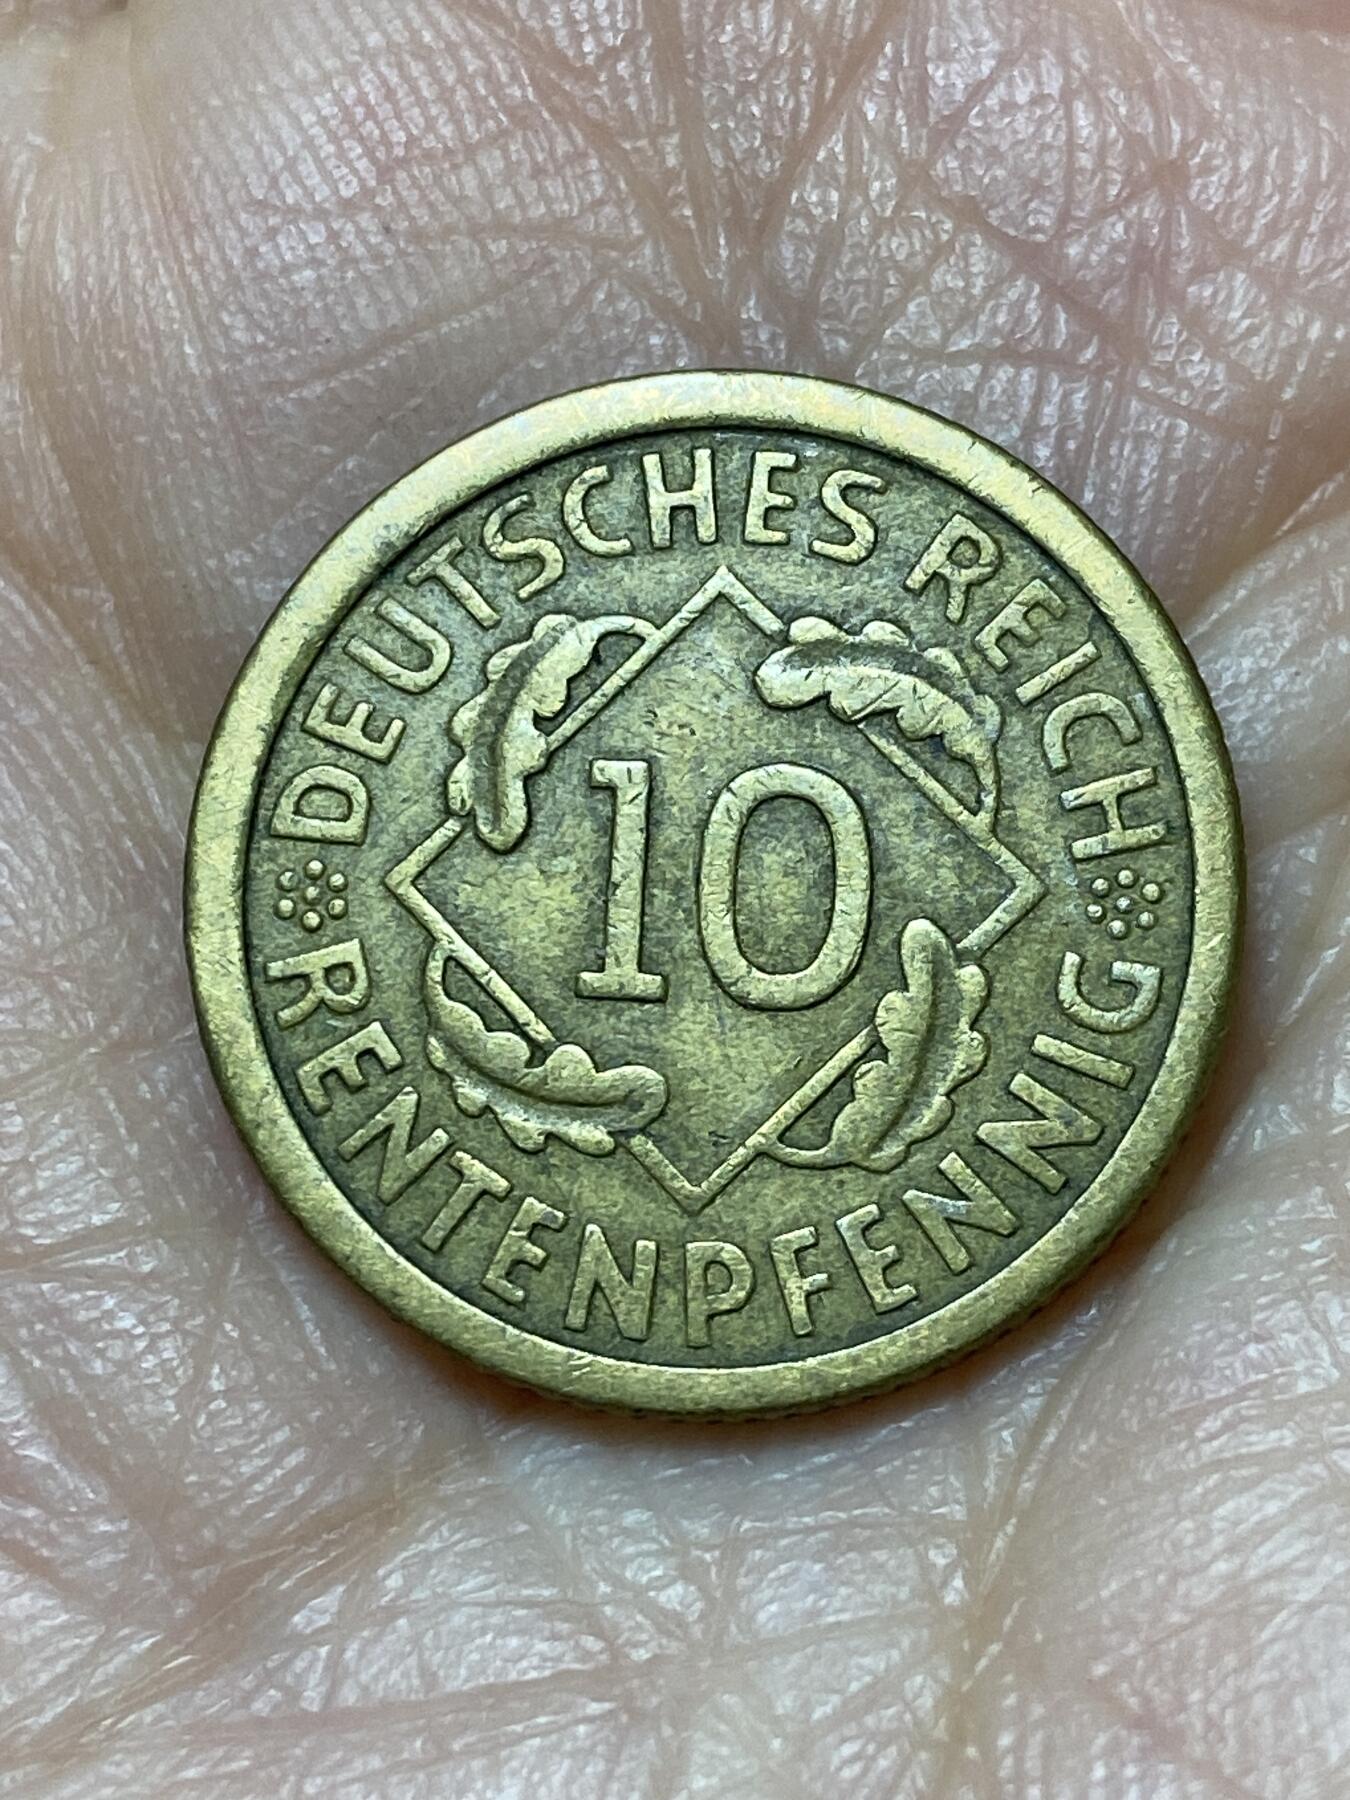 DEUTSCHES REICH
10
RENTENPFENNIG